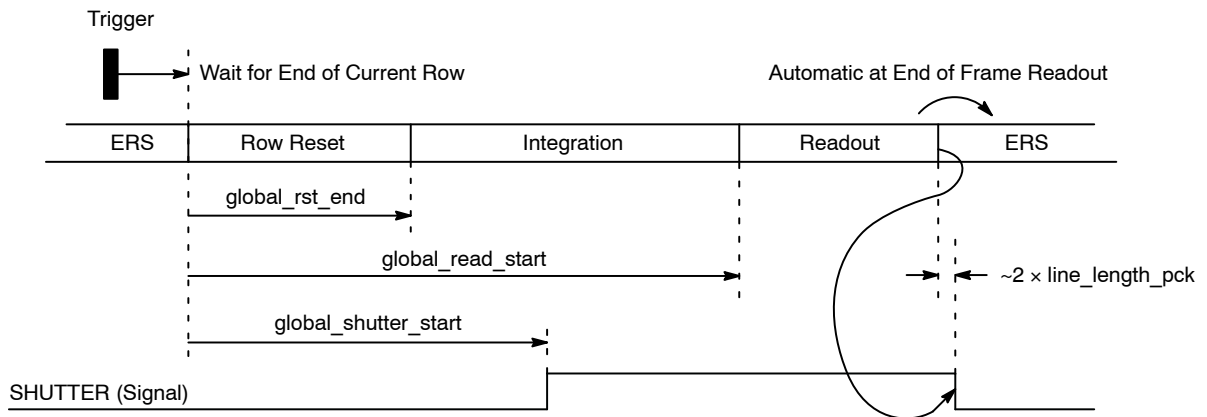 Trigger
Wait for End of Current Row
Automatic at End of Frame Readout
ERS
Row Reset
Integration
Readout
ERS
global_rst_end
global_read_start
~2 × line_length_pck
global_shutter_start
SHUTTER (Signal)